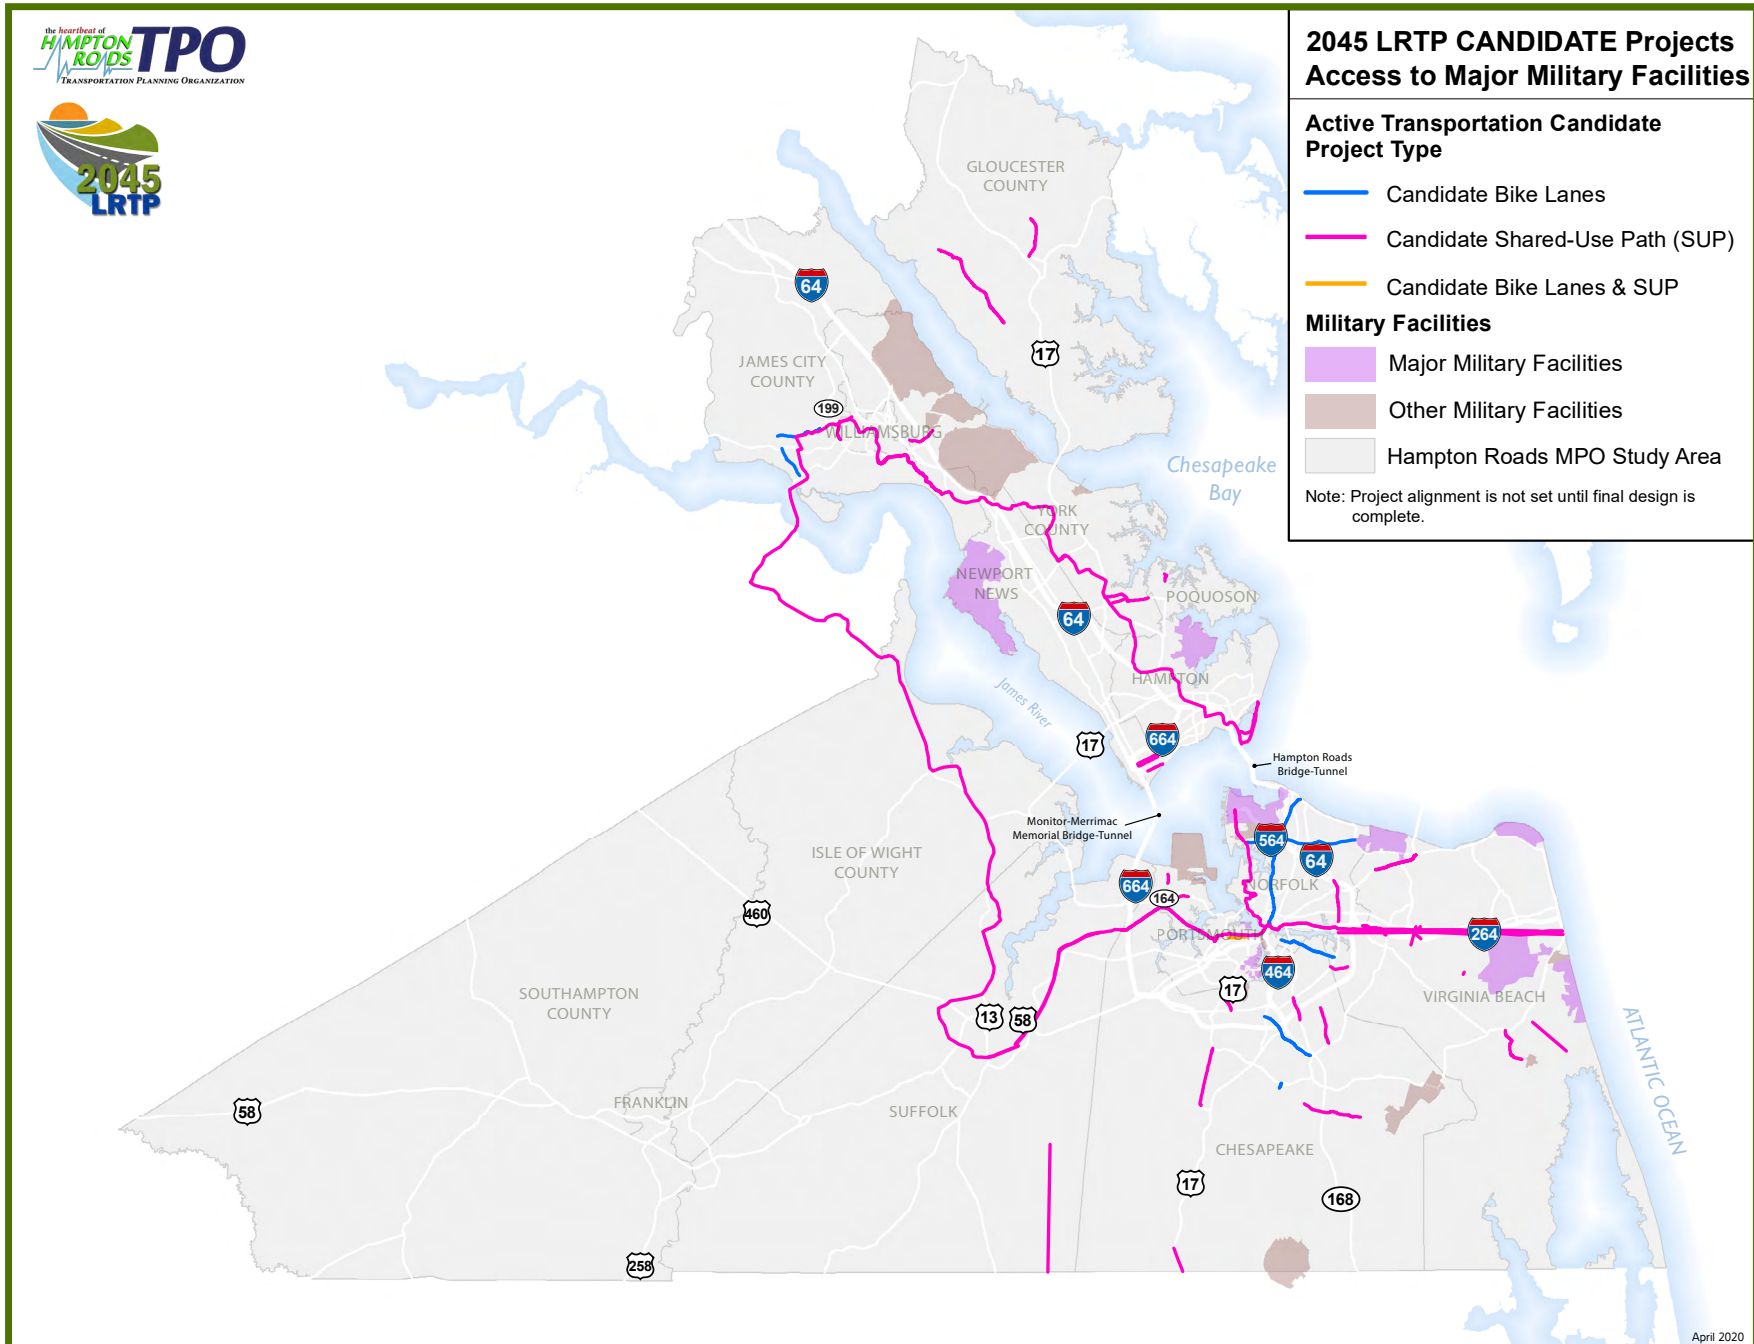 the heartbeat of
HAMPTON
ROADS
TPO
TRANSPORTATION PLANNING ORGANIZATION
2045
LRTP
2045 LRTP CANDIDATE Projects
Access to Major Military Facilities
Active Transportation Candidate
Project Type
Candidate Bike Lanes
Candidate Shared-Use Path (SUP)
Candidate Bike Lanes & SUP
Military Facilities
Major Military Facilities
Other Military Facilities
Hampton Roads MPO Study Area
Note: Project alignment is not set until final design is
complete.
GLOUCESTER
COUNTY
64
17
JAMES CITY
COUNTY
199
WILLIAMSBURG
Chesapeake
Bay
YORK
COUNTY
NEWPORT
NEWS
POQUOSON
64
HAMPTON
James River
17
664
Hampton Roads
Bridge-Tunnel
Monitor-Merrimac
Memorial Bridge-Tunnel
564
64
ISLE OF WIGHT
COUNTY
664
164
NORFOLK
460
PORTSMOUTH
264
464
17
SOUTHAMPTON
COUNTY
VIRGINIA BEACH
13
58
ATLANTIC OCEAN
58
FRANKLIN
SUFFOLK
CHESAPEAKE
17
168
258
April 2020